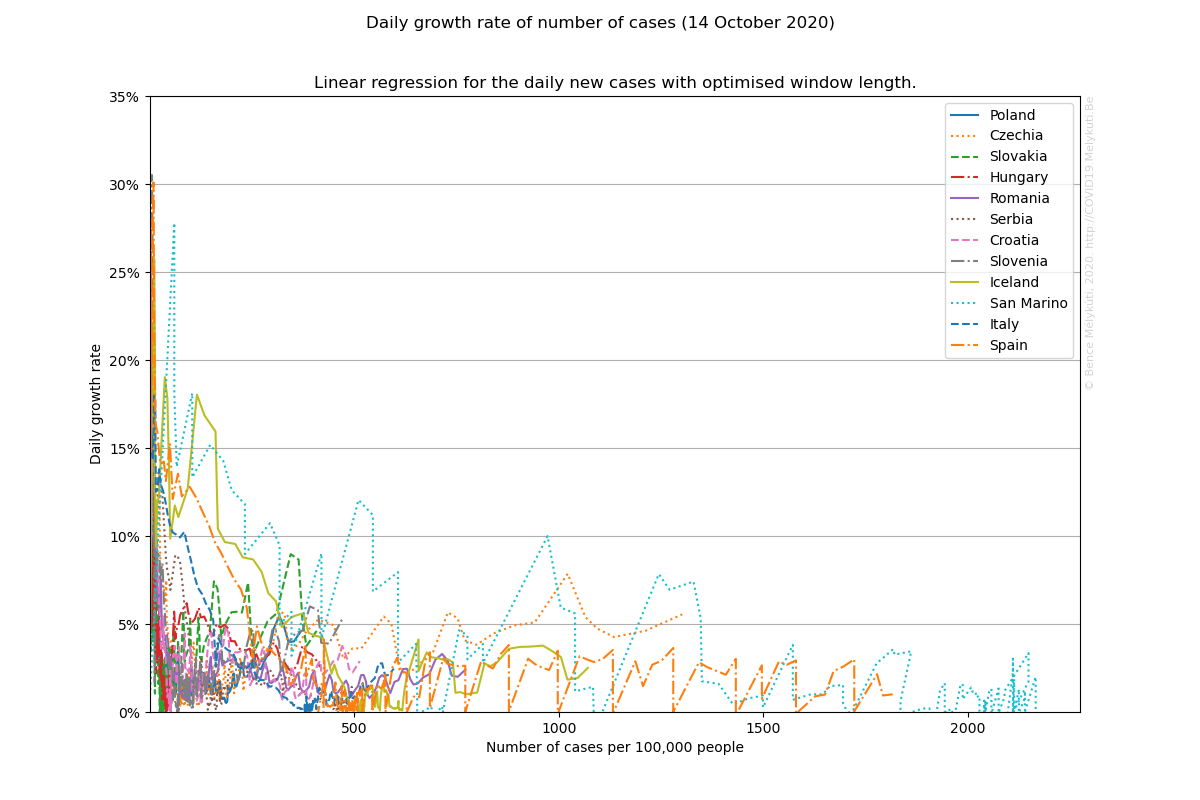 Daily growth rate of number of cases (14 October 2020)
Linear regression for the daily new cases with optimised window length.
35%
30%
25%
20%
15%
10%
5%
0%
Daily growth rate
500
1000
1500
2000
Number of cases per 100,000 people
Poland
Czechia
Slovakia
Hungary
Romania
Serbia
Croatia
Slovenia
Iceland
San Marino
Italy
Spain
© Bence Mélykúti, 2020. http://COVID19.Melykuti.Be